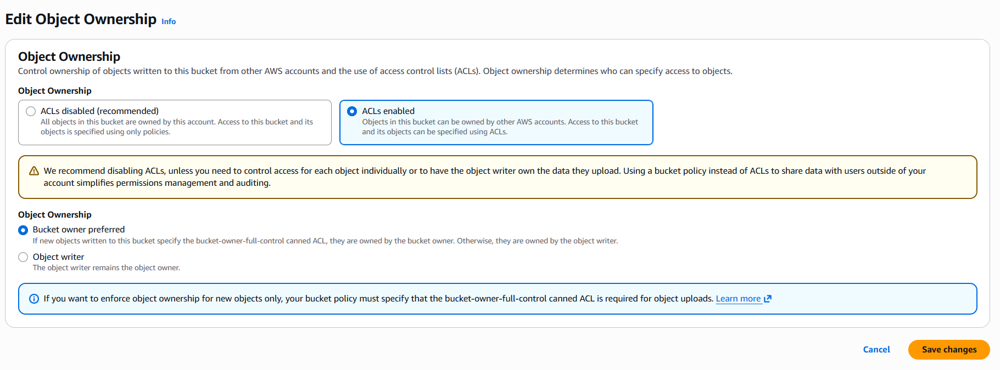 Edit Object Ownership Info
Object Ownership
Control ownership of objects written to this bucket from other AWS accounts and the use of access control lists (ACLs). Object ownership determines who can specify access to objects.
Object Ownership
ACLs disabled (recommended)
All objects in this bucket are owned by this account. Access to this bucket and its
objects is specified using only policies.
ACLs enabled
Objects in this bucket can be owned by other AWS accounts. Access to this bucket
and its objects can be specified using ACLs.
We recommend disabling ACLs, unless you need to control access for each object individually or to have the object writer own the data they upload. Using a bucket policy instead of ACLs to share data with users outside of your
account simplifies permissions management and auditing.
Object Ownership
Bucket owner preferred
If new objects written to this bucket specify the bucket-owner-full-control canned ACL, they are owned by the bucket owner. Otherwise, they are owned by the object writer.
Object writer
The object writer remains the object owner.
If you want to enforce object ownership for new objects only, your bucket policy must specify that the bucket-owner-full-control canned ACL is required for object uploads. Learn more
Cancel
Save changes